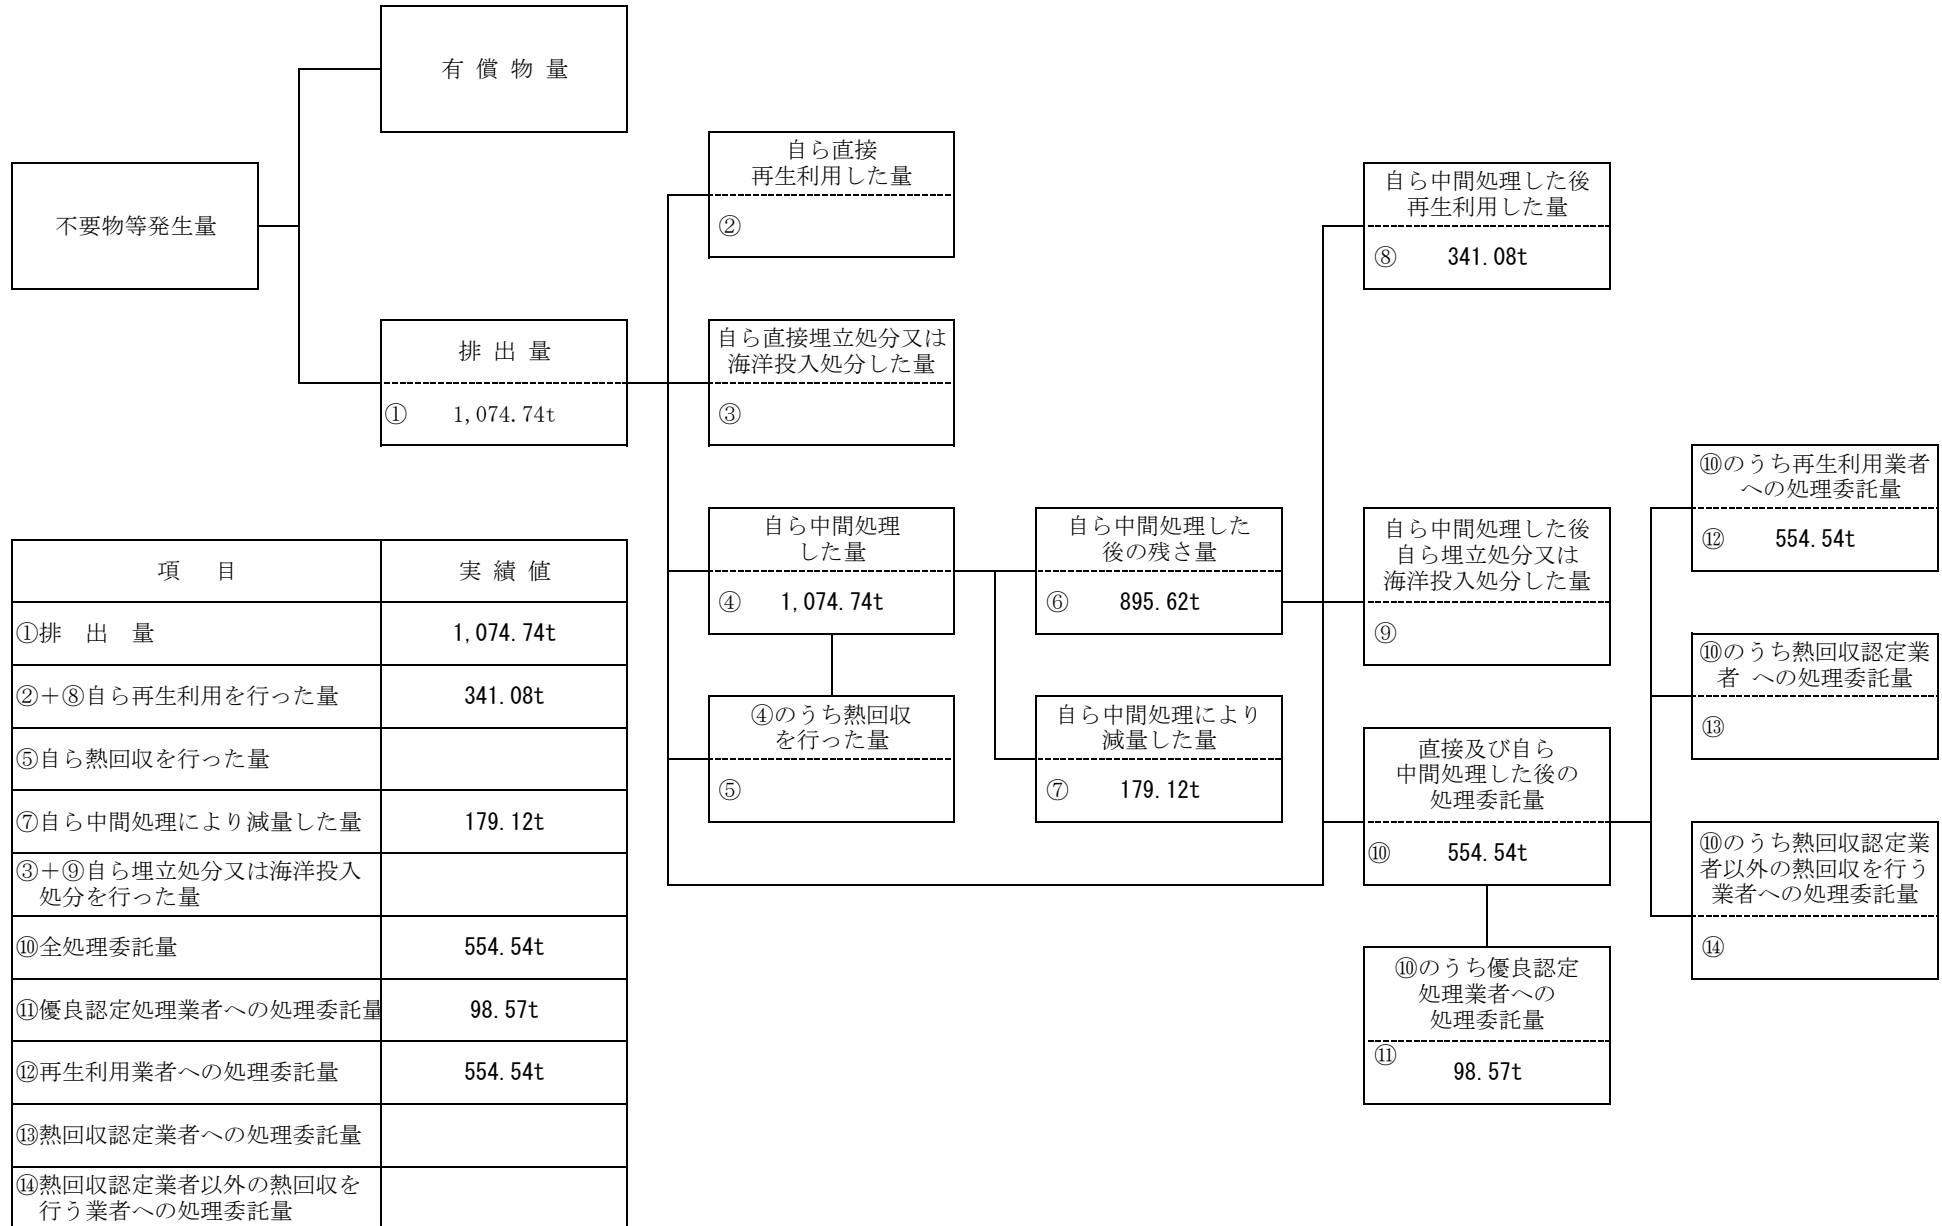 有 償 物 量
不要物等発生量
排 出 量
① 1,074.74t
自ら直接
再生利用した量
②
自ら直接埋立処分又は
海洋投入処分した量
③
自ら中間処理
した量
④ 1,074.74t
④のうち熱回収
を行った量
⑤
自ら中間処理した
後の残さ量
⑥ 895.62t
自ら中間処理により
減量した量
⑦ 179.12t
自ら中間処理した後
再生利用した量
⑧ 341.08t
自ら中間処理した後
自ら埋立処分又は
海洋投入処分した量
⑨
直接及び自ら
中間処理した後の
処理委託量
⑩ 554.54t
⑩のうち優良認定
処理業者への
処理委託量
⑪
98.57t
⑩のうち再生利用業者
への処理委託量
⑫ 554.54t
⑩のうち熱回収認定業
者 への処理委託量
⑬
⑩のうち熱回収認定業
者以外の熱回収を行う
業者への処理委託量
⑭
項 目 実 績 値
①排 出 量 1,074.74t
②＋⑧自ら再生利用を行った量 341.08t
⑤自ら熱回収を行った量
⑦自ら中間処理により減量した量 179.12t
③＋⑨自ら埋立処分又は海洋投入
処分を行った量
⑩全処理委託量 554.54t
⑪優良認定処理業者への処理委託量 98.57t
⑫再生利用業者への処理委託量 554.54t
⑬熱回収認定業者への処理委託量
⑭熱回収認定業者以外の熱回収を
行う業者への処理委託量